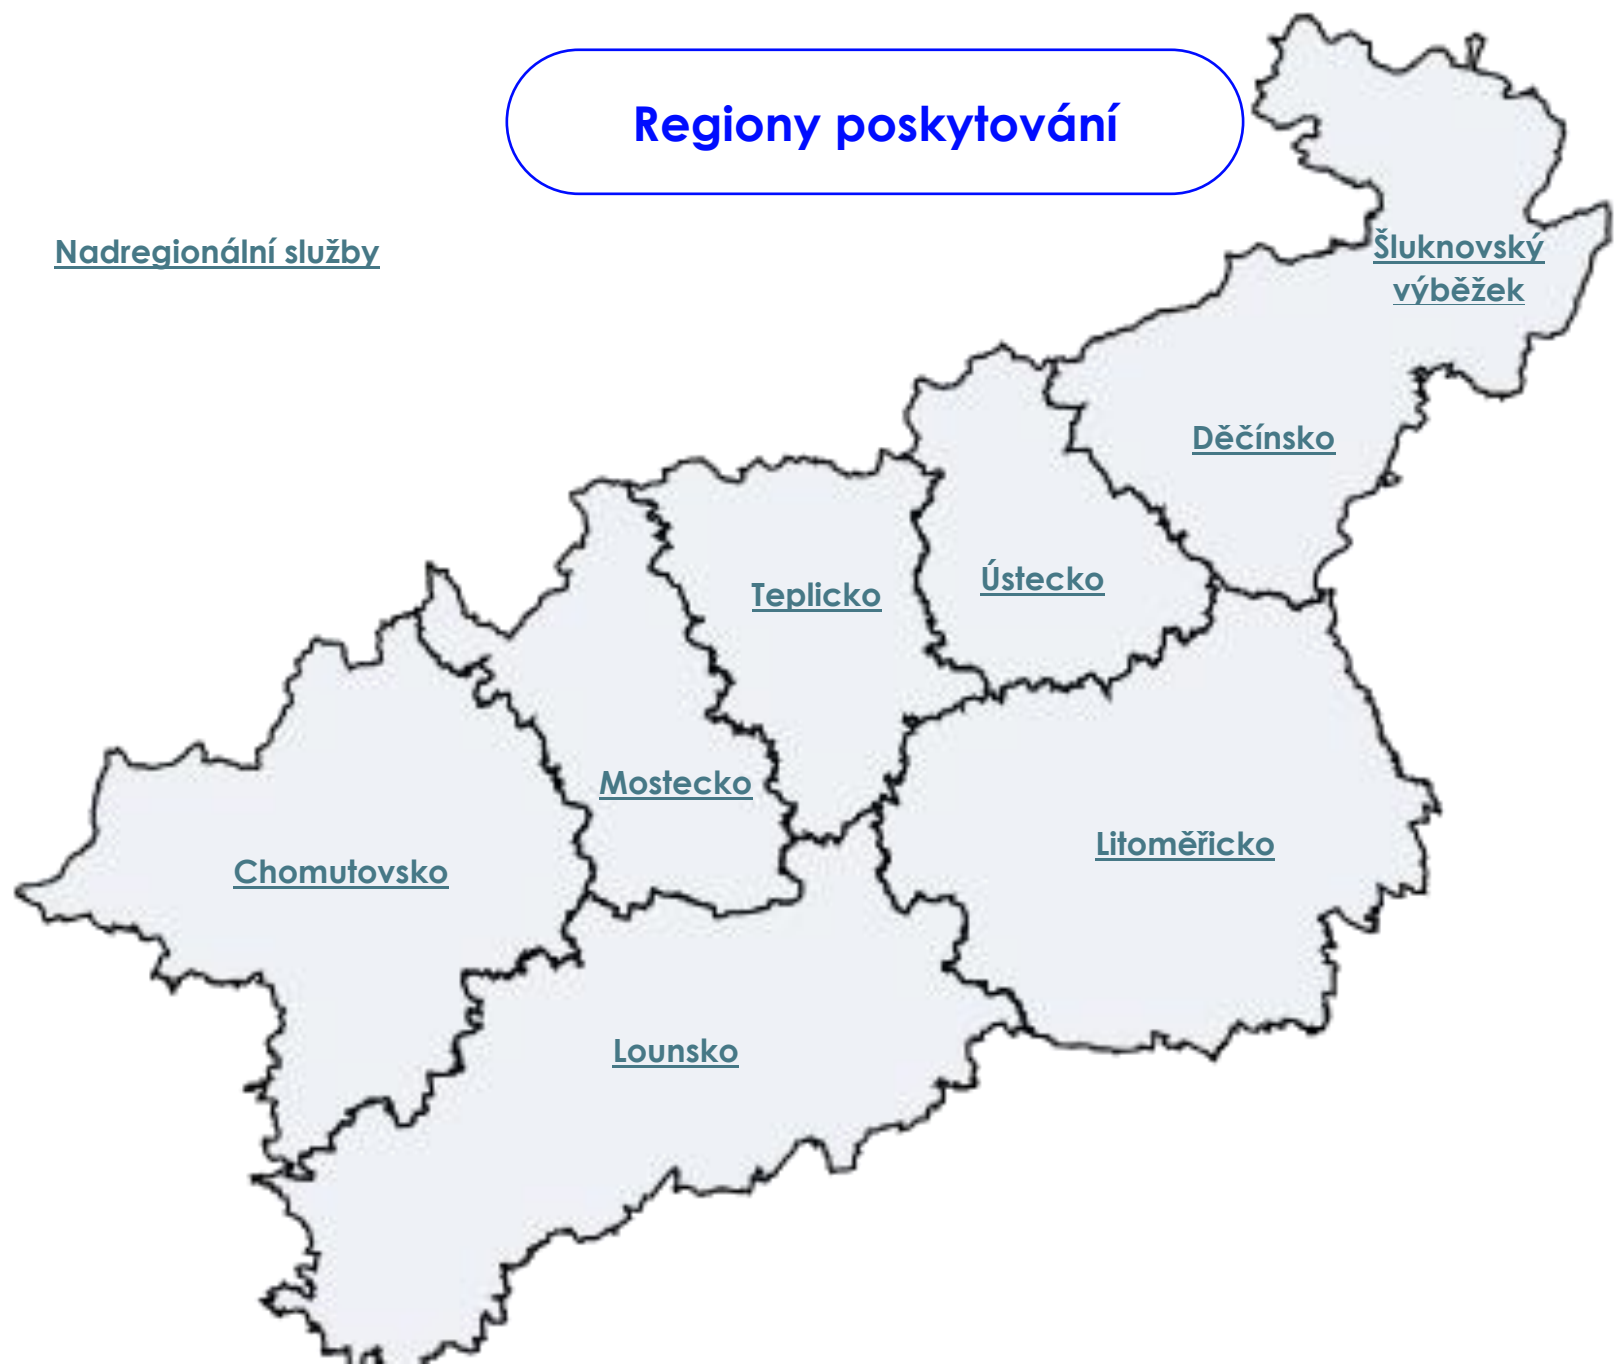 Regiony poskytování
Nadregionální služby
Šluknovský
výběžek
Děčínsko
Ústecko
Teplicko
Mostecko
Litoměřicko
Chomutovsko
Lounsko